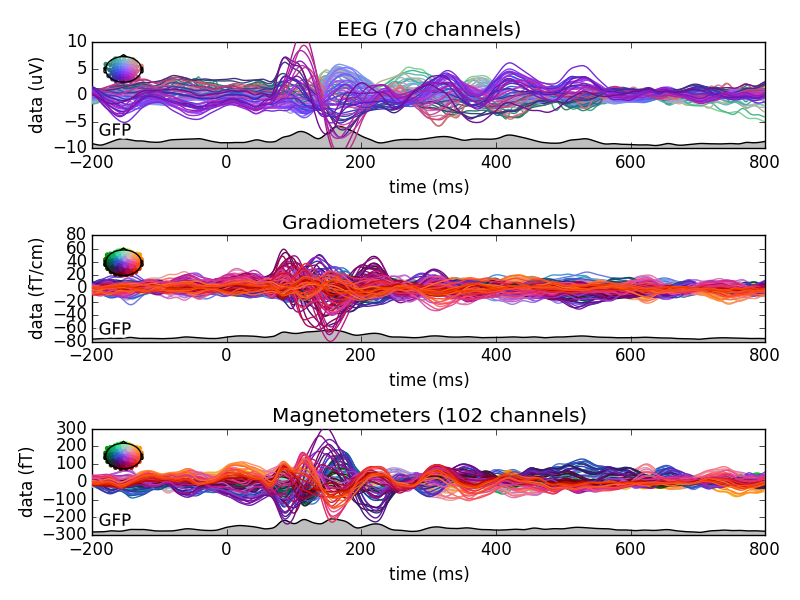 EEG (70 channels)
data (uV)
10
5
0
−5
−10
GFP
−200 0 200 400 600 800
time (ms)
Gradiometers (204 channels)
data (fT/cm)
80
60
40
20
0
−20
−40
−60
−80
GFP
−200 0 200 400 600 800
time (ms)
Magnetometers (102 channels)
data (fT)
300
200
100
0
−100
−200
−300
GFP
−200 0 200 400 600 800
time (ms)